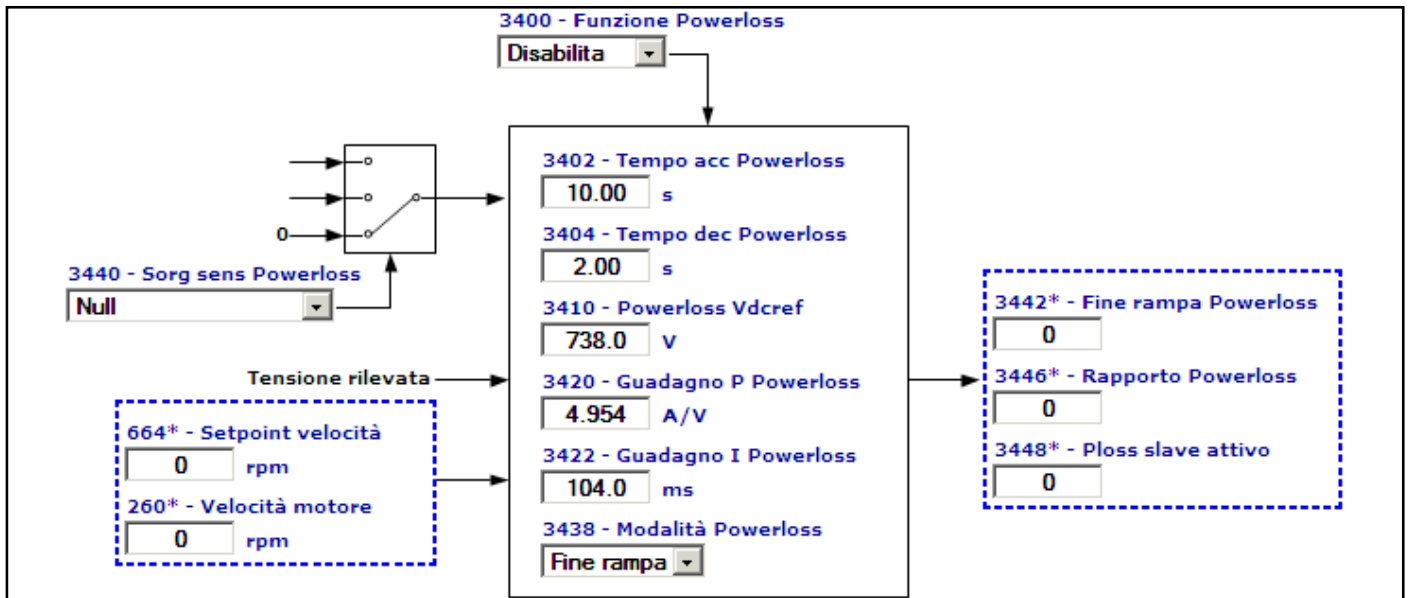 3400 - Funzione Powerloss
Disabilita
0
3440 - Sorg sens Powerloss
Null
Tensione rilevata
664* - Setpoint velocità
0 rpm
260* - Velocità motore
0 rpm
3402 - Tempo acc Powerloss
10.00 s
3404 - Tempo dec Powerloss
2.00 s
3410 - Powerloss Vdcref
738.0 V
3420 - Guadagno P Powerloss
4.954 A/V
3422 - Guadagno I Powerloss
104.0 ms
3438 - Modalità Powerloss
Fine rampa
3442* - Fine rampa Powerloss
0
3446* - Rapporto Powerloss
0
3448* - Ploss slave attivo
0